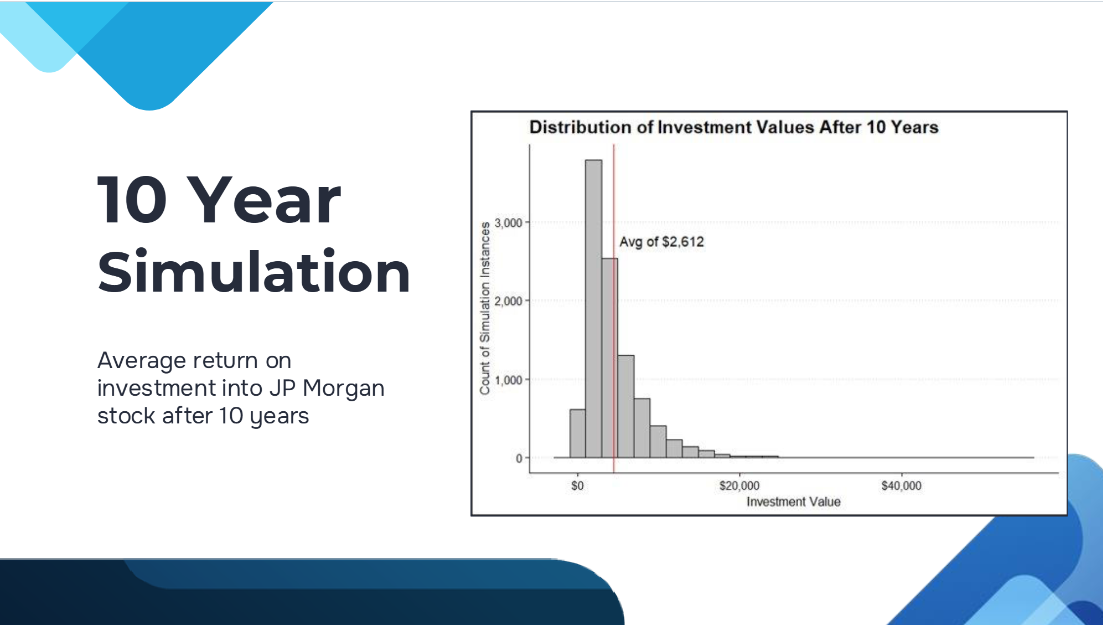 10 Year
Simulation
Average return on
investment into JP Morgan
stock after 10 years
Distribution of Investment Values After 10 Years
Count of Simulation Instances
3,000
2,000
1,000
0
Avg of $2,612
$0
$20,000
$40,000
Investment Value